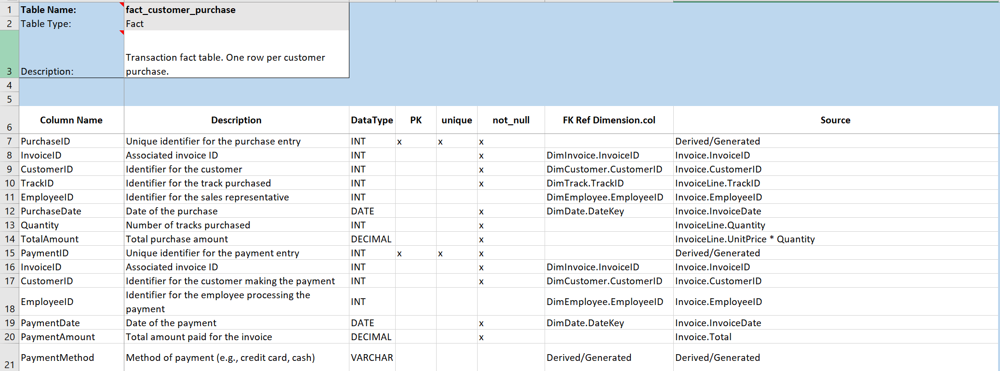 1 Table Name: fact_customer_purchase
2 Table Type: Fact
Transaction fact table. One row per customer
3 Description: purchase.
4
5
6 Column Name Description DataType PK unique not_null FK Ref Dimension.col Source
7 PurchaseID Unique identifier for the purchase entry INT x x x Derived/Generated
8 InvoiceID Associated invoice ID INT x DimInvoice.InvoiceID Invoice.InvoiceID
9 CustomerID Identifier for the customer INT x DimCustomer.CustomerID Invoice.CustomerID
10 TrackID Identifier for the track purchased INT x DimTrack.TrackID InvoiceLine.TrackID
11 EmployeeID Identifier for the sales representative INT DimEmployee.EmployeeID Invoice.EmployeeID
12 PurchaseDate Date of the purchase DATE x DimDate.DateKey Invoice.InvoiceDate
13 Quantity Number of tracks purchased INT x InvoiceLine.Quantity
14 TotalAmount Total purchase amount DECIMAL x InvoiceLine.UnitPrice * Quantity
15 PaymentID Unique identifier for the payment entry INT x x x Derived/Generated
16 InvoiceID Associated invoice ID INT x DimInvoice.InvoiceID Invoice.InvoiceID
17 CustomerID Identifier for the customer making the payment INT x DimCustomer.CustomerID Invoice.CustomerID
Identifier for the employee processing the
18 EmployeeID payment INT DimEmployee.EmployeeID Invoice.EmployeeID
19 PaymentDate Date of the payment DATE x DimDate.DateKey Invoice.InvoiceDate
20 PaymentAmount Total amount paid for the invoice DECIMAL x Invoice.Total
21 PaymentMethod Method of payment (e.g., credit card, cash) VARCHAR Derived/Generated Derived/Generated